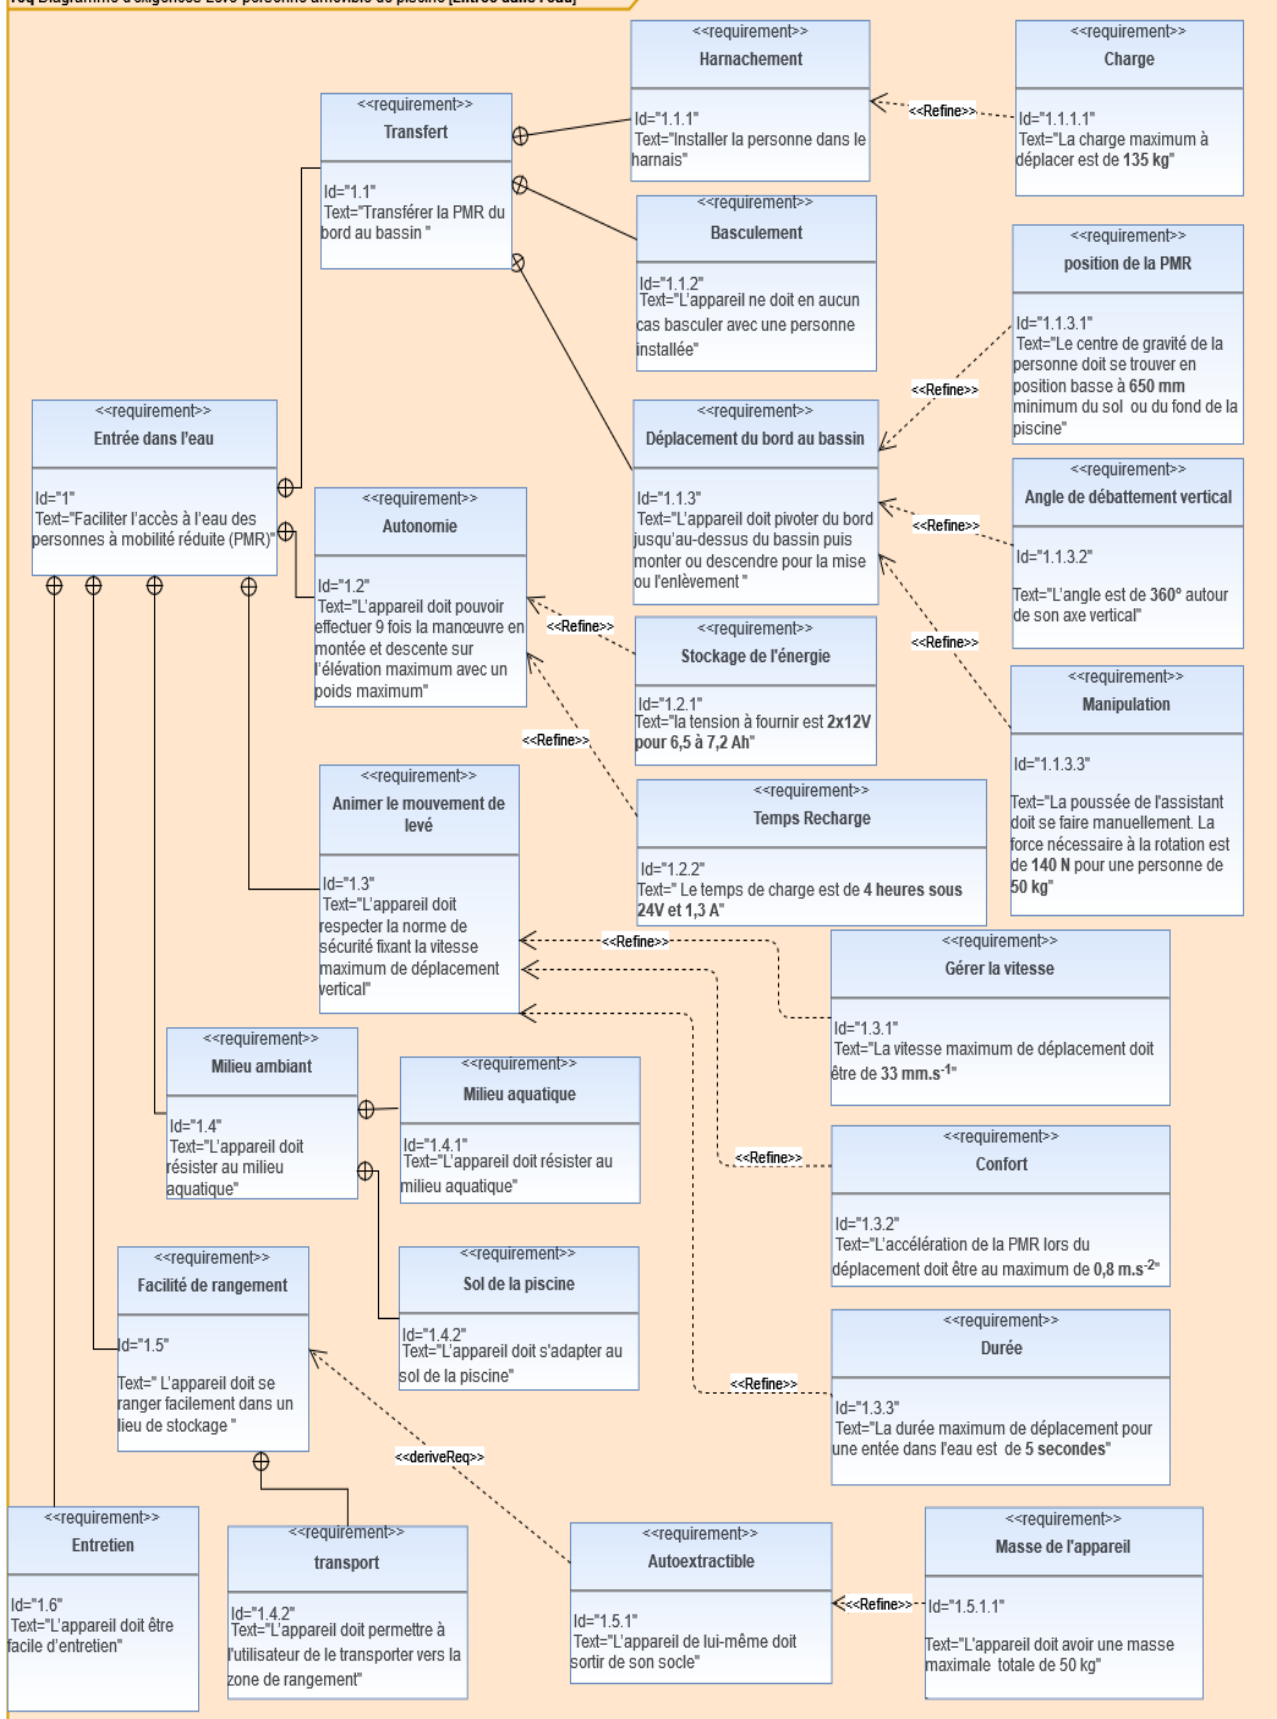 req Diagramme d'exigences Lève-personne amovible de piscine [Entrée dans l'eau]
<<requirement>>
Harnachement
Id="1.1.1"
Text="Installer la personne dans le
harnais"
<<Refine>>
<<requirement>>
Charge
Id="1.1.1.1"
Text="La charge maximum à
déplacer est de 135 kg"
<<requirement>>
Transfert
Id="1.1"
Text="Transférer la PMR du
bord au bassin "
<<requirement>>
Basculement
Id="1.1.2"
Text="L'appareil ne doit en aucun
cas basculer avec une personne
installée"
<<requirement>>
position de la PMR
Id="1.1.3.1"
Text="Le centre de gravité de la
personne doit se trouver en
position basse à 650 mm
minimum du sol ou du fond de la
piscine"
<<Refine>>
<<requirement>>
Entrée dans l'eau
Id="1"
Text="Faciliter l'accès à l'eau des
personnes à mobilité réduite (PMR)"
<<requirement>>
Déplacement du bord au bassin
Id="1.1.3"
Text="L'appareil doit pivoter du bord
jusqu'au-dessus du bassin puis
monter ou descendre pour la mise
ou l'enlèvement "
<<Refine>>
<<requirement>>
Angle de débattement vertical
Id="1.1.3.2"
Text="L'angle est de 360° autour
de son axe vertical"
<<Refine>>
<<requirement>>
Autonomie
Id="1.2"
Text="L'appareil doit pouvoir
effectuer 9 fois la manœuvre en
montée et descente sur
l'élévation maximum avec un
poids maximum"
<<Refine>>
<<requirement>>
Stockage de l'énergie
Id="1.2.1"
Text="la tension à fournir est 2x12V
pour 6,5 à 7,2 Ah"
<<requirement>>
Manipulation
Id="1.1.3.3"
Text="La poussée de l'assistant
doit se faire manuellement. La
force nécessaire à la rotation est
de 140 N pour une personne de
50 kg"
<<Refine>>
<<requirement>>
Temps Recharge
Id="1.2.2"
Text=" Le temps de charge est de 4 heures sous
24V et 1,3 A"
<<requirement>>
Animer le mouvement de
levé
Id="1.3"
Text="L'appareil doit
respecter la norme de
sécurité fixant la vitesse
maximum de déplacement
vertical"
<<Refine>>
<<requirement>>
Gérer la vitesse
Id="1.3.1"
Text="La vitesse maximum de déplacement doit
être de 33 mm.s-1"
<<requirement>>
Milieu ambiant
Id="1.4"
Text="L'appareil doit
résister au milieu
aquatique"
<<requirement>>
Milieu aquatique
Id="1.4.1"
Text="L'appareil doit résister au
milieu aquatique"
<<Refine>>
<<requirement>>
Confort
Id="1.3.2"
Text="L'accélération de la PMR lors du
déplacement doit être au maximum de 0,8 m.s-2"
<<requirement>>
Facilité de rangement
Id="1.5"
Text=" L'appareil doit se
ranger facilement dans un
lieu de stockage "
<<requirement>>
Sol de la piscine
Id="1.4.2"
Text="L'appareil doit s'adapter au
sol de la piscine"
<<Refine>>
<<requirement>>
Durée
Id="1.3.3"
Text="La durée maximum de déplacement pour
une entée dans l'eau est de 5 secondes"
<<deriveReq>>
<<requirement>>
Entretien
Id="1.6"
Text="L'appareil doit être
facile d'entretien"
<<requirement>>
transport
Id="1.4.2"
Text="L'appareil doit permettre à
l'utilisateur de le transporter vers la
zone de rangement"
<<requirement>>
Autoextractible
Id="1.5.1"
Text="L'appareil de lui-même doit
sortir de son socle"
<<Refine>>
<<requirement>>
Masse de l'appareil
Id="1.5.1.1"
Text="L'appareil doit avoir une masse
maximale totale de 50 kg"